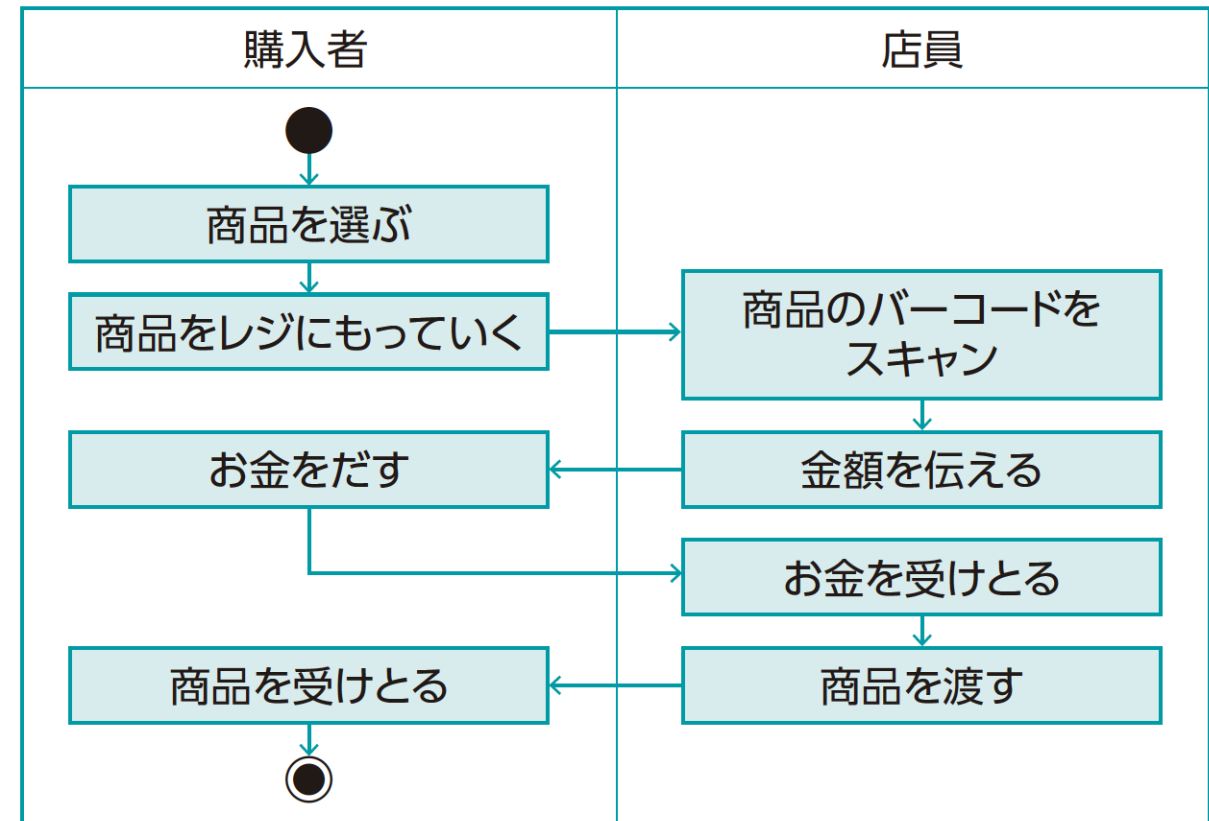 購入者
店員
商品を選ぶ
商品をレジにもっていく
商品のバーコードを
スキャン
お金をだす
金額を伝える
お金を受けとる
商品を受けとる
商品を渡す